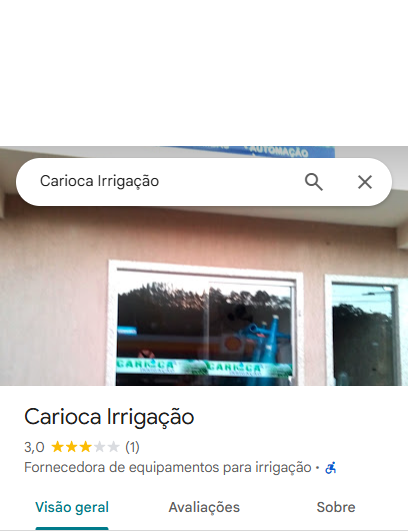 AUTOMAÇÃO
Carioca Irrigação
CARIOCA CARIOCA
Carioca Irrigação
3,0 (1)
Fornecedora de equipamentos para irrigação ·
Visão geral Avaliações Sobre